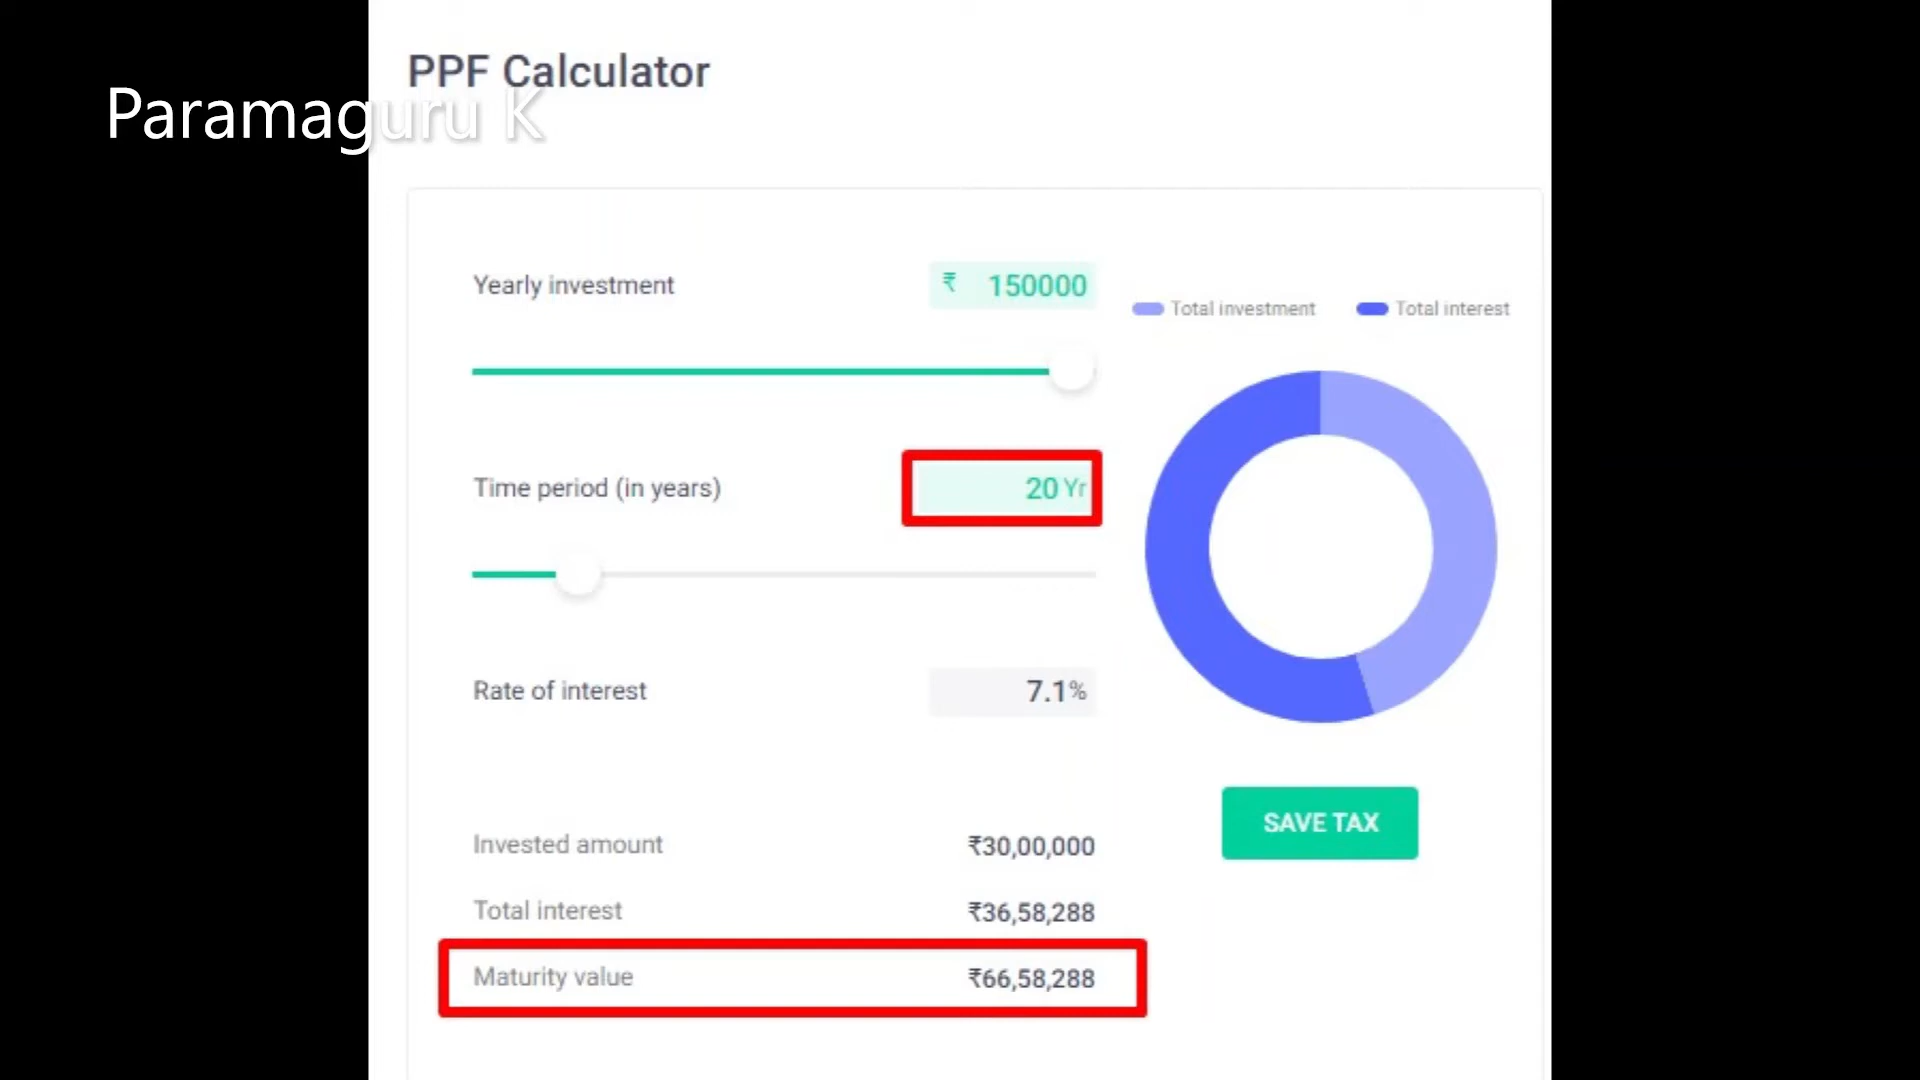 PPF Calculator
Paramaguru K
Yearly investment ₹ 150000
Total investment Total interest
Time period (in years) 20 Yr
Rate of interest 7.1%
SAVE TAX
Invested amount ₹30,00,000
Total interest ₹36,58,288
Maturity value ₹66,58,288